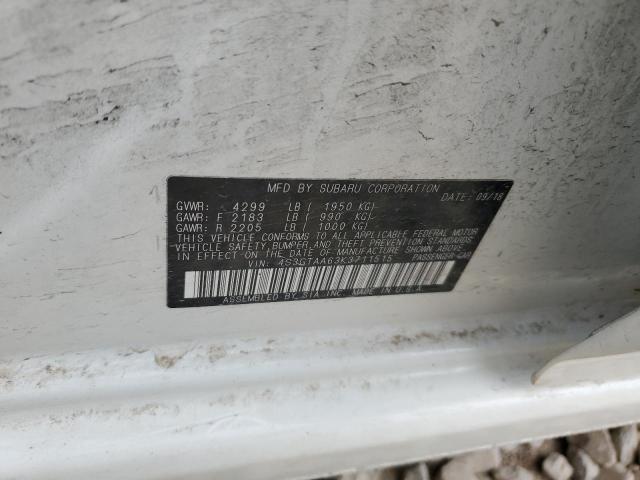 MFD BY SUBARU CORPORATION
DATE: 09/18
GVWR: 4299 LB ( 1950 KG)
GAWR: F 2183 LB ( 990 KG)
GAWR: R 2205 LB ( 1000 KG)
THIS VEHICLE CONFORMS TO ALL APPLICABLE FEDERAL MOTOR
VEHICLE SAFETY, BUMPER, AND THEFT PREVENTION STANDARDS
IN EFFECT ON THE DATE OF MANUFACTURE SHOWN ABOVE.
VIN: 4S3GTAA63K3711515 PASSENGER CAR
ASSEMBLED BY SIA, INC. MADE IN U.S.A.